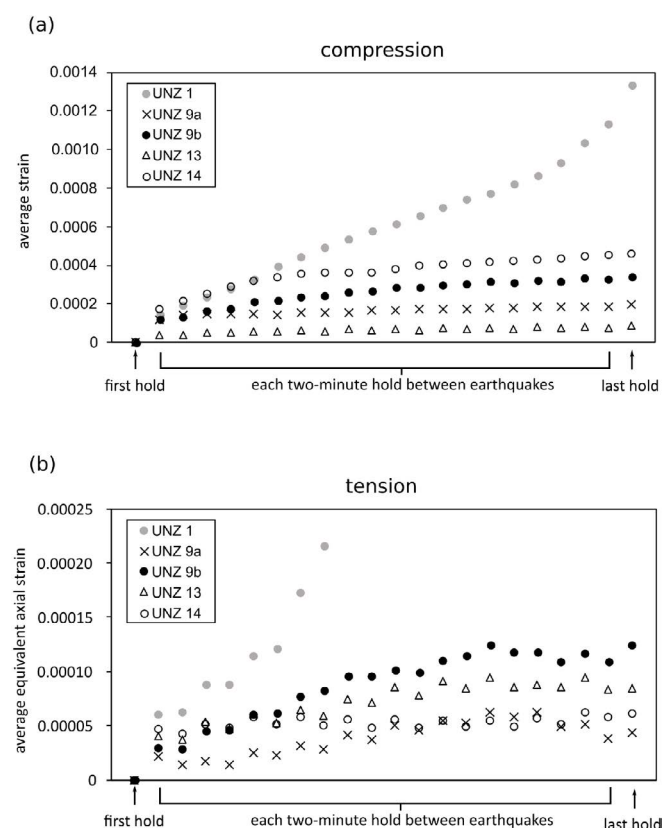 (a)
compression
average strain
0.0014
0.0012
0.0010
0.0008
0.0006
0.0004
0.0002
0
UNZ 1
UNZ 9a
UNZ 9b
UNZ 13
UNZ 14
first hold
each two-minute hold between earthquakes
last hold
(b)
tension
average equivalent axial strain
0.00025
0.00020
0.00015
0.00010
0.00005
0
UNZ 1
UNZ 9a
UNZ 9b
UNZ 13
UNZ 14
first hold
each two-minute hold between earthquakes
last hold